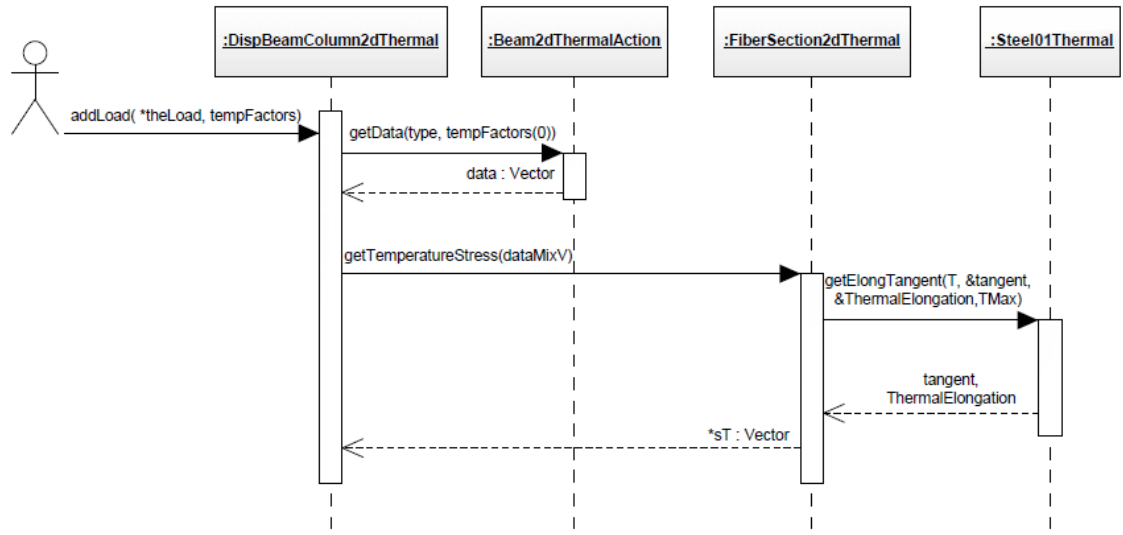 :DispBeamColumn2dThermal
:Beam2dThermalAction
:FiberSection2dThermal
:Steel01Thermal
addLoad( *theLoad, tempFactors)
getData(type, tempFactors(0))
data : Vector
getTemperatureStress(dataMixV)
getElongTangent(T, &tangent,
&ThermalElongation,TMax)
tangent,
ThermalElongation
*sT : Vector